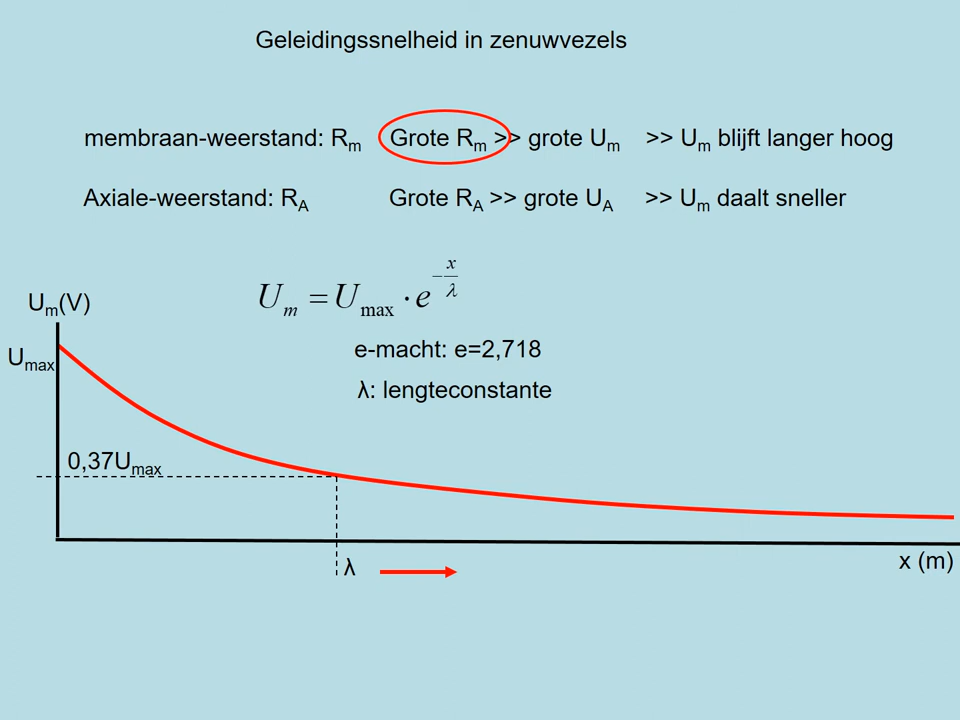 Geleidingssnelheid in zenuwvezels
membraan-weerstand: Rm Grote Rm >> grote Um >> Um blijft langer hoog
Axiale-weerstand: RA Grote RA >> grote UA >> Um daalt sneller
Um = Umax · e^(-x/λ)
Um(V)
e-macht: e=2,718
Umax
λ: lengteconstante
0,37Umax
x (m)
λ